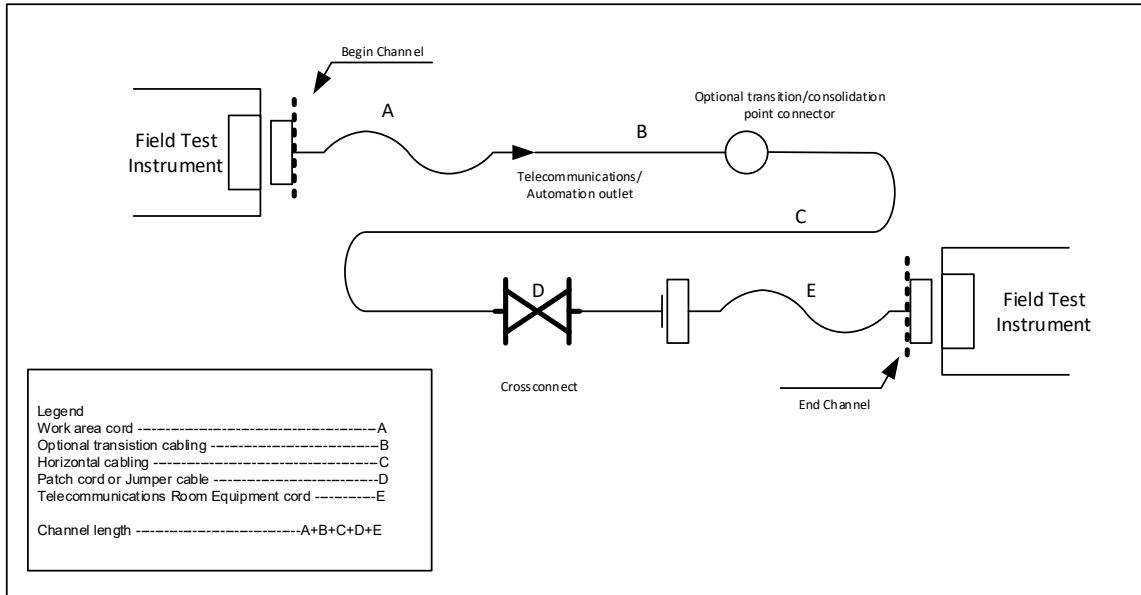 Begin Channel
A
Optional transition/consolidation
point connector
Field Test
Instrument
B
Telecommunications/
Automation outlet
C
D
E
Field Test
Instrument
Crossconnect
End Channel
Legend
Work area cord ---------------------------------------------------A
Optional transistion cabling --------------------------------B
Horizontal cabling ------------------------------------------------C
Patch cord or Jumper cable --------------------------------D
Telecommunications Room Equipment cord ------------E
Channel length ---------------------------------A+B+C+D+E